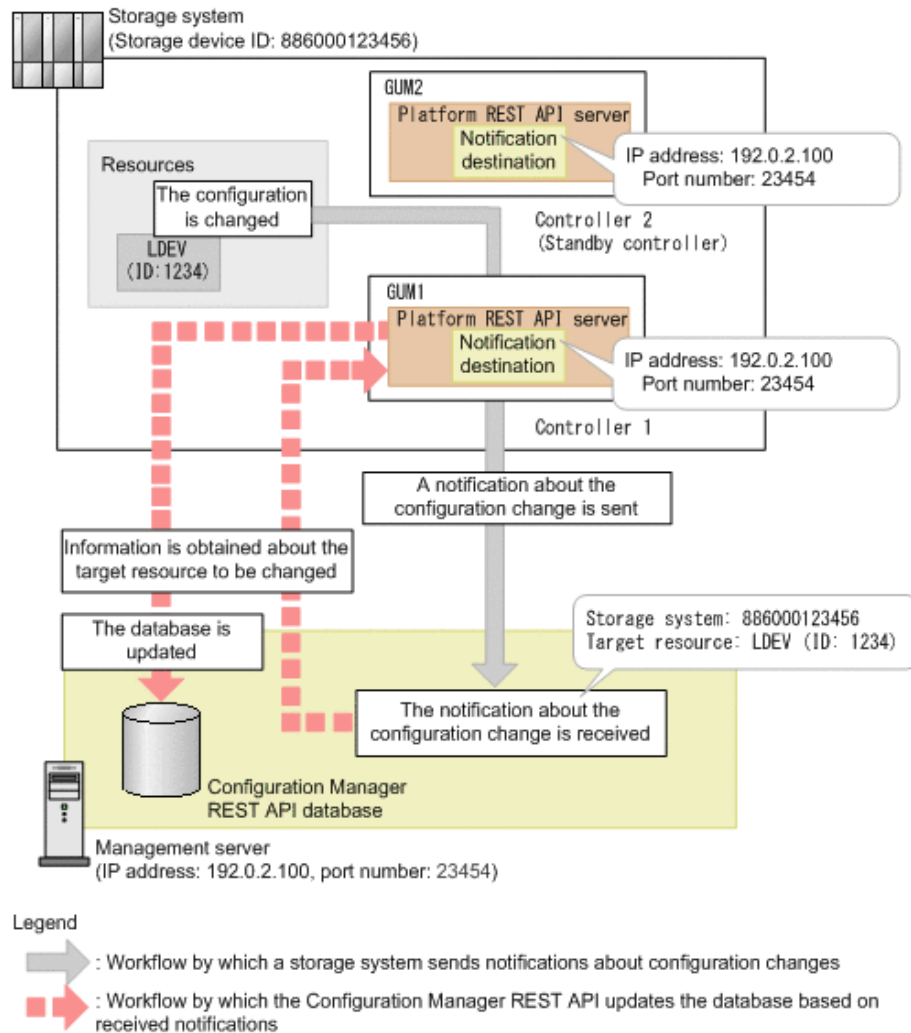 Storage system
(Storage device ID: 886000123456)
GUM2
Platform REST API server
Notification
destination
IP address: 192.0.2.100
Port number: 23454
Resources
The configuration
is changed
LDEV
(ID:1234)
Controller 2
(Standby controller)
GUM1
Platform REST API server
Notification
destination
IP address: 192.0.2.100
Port number: 23454
Controller 1
A notification about the
configuration change is sent
Information is obtained about the
target resource to be changed
The database is
updated
Storage system: 886000123456
Target resource: LDEV (ID: 1234)
The notification about the
configuration change is received
Configuration Manager
REST API database
Management server
(IP address: 192.0.2.100, port number: 23454)
Legend
: Workflow by which a storage system sends notifications about configuration changes
: Workflow by which the Configuration Manager REST API updates the database based on
received notifications